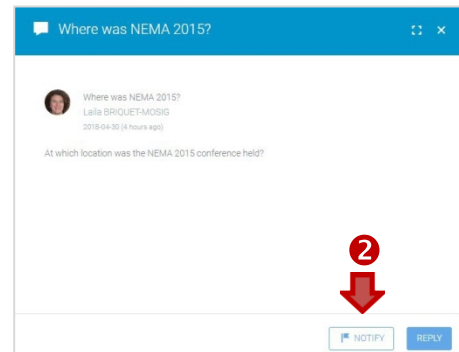 Where was NEMA 2015?
Where was NEMA 2015?
Laila BRIQUET-MOSIG
2018-04-30 (4 hours ago)
At which location was the NEMA 2015 conference held?
2
NOTIFY
REPLY